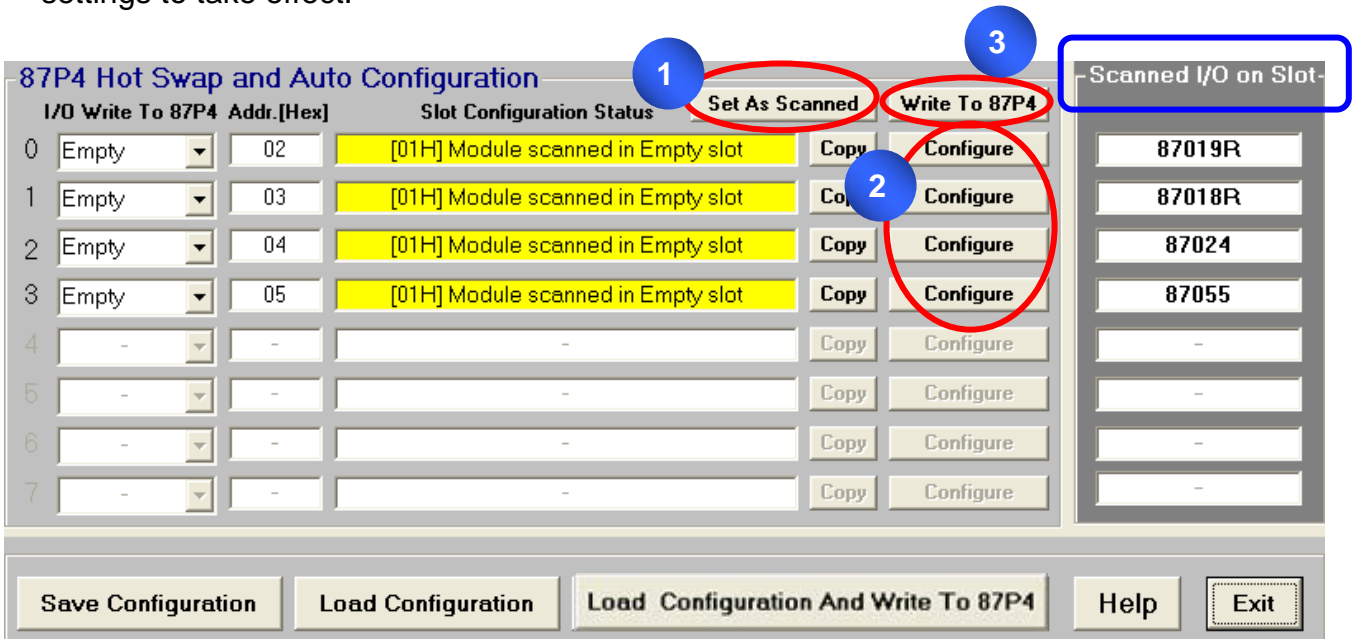 settings to take effect.
3
1
87P4 Hot Swap and Auto Configuration
Scanned I/O on Slot
I/O Write To 87P4 Addr.[Hex] Slot Configuration Status Set As Scanned Write To 87P4
0 Empty 02 [01H] Module scanned in Empty slot Copy Configure 87019R
2
1 Empty 03 [01H] Module scanned in Empty slot Configure 87018R
2 Empty 04 [01H] Module scanned in Empty slot Copy Configure 87024
3 Empty 05 [01H] Module scanned in Empty slot Copy Configure 87055
4 - - - Copy Configure -
5 - - - Copy Configure -
6 - - - Copy Configure -
7 - - - Copy Configure -
Save Configuration Load Configuration Load Configuration And Write To 87P4 Help Exit